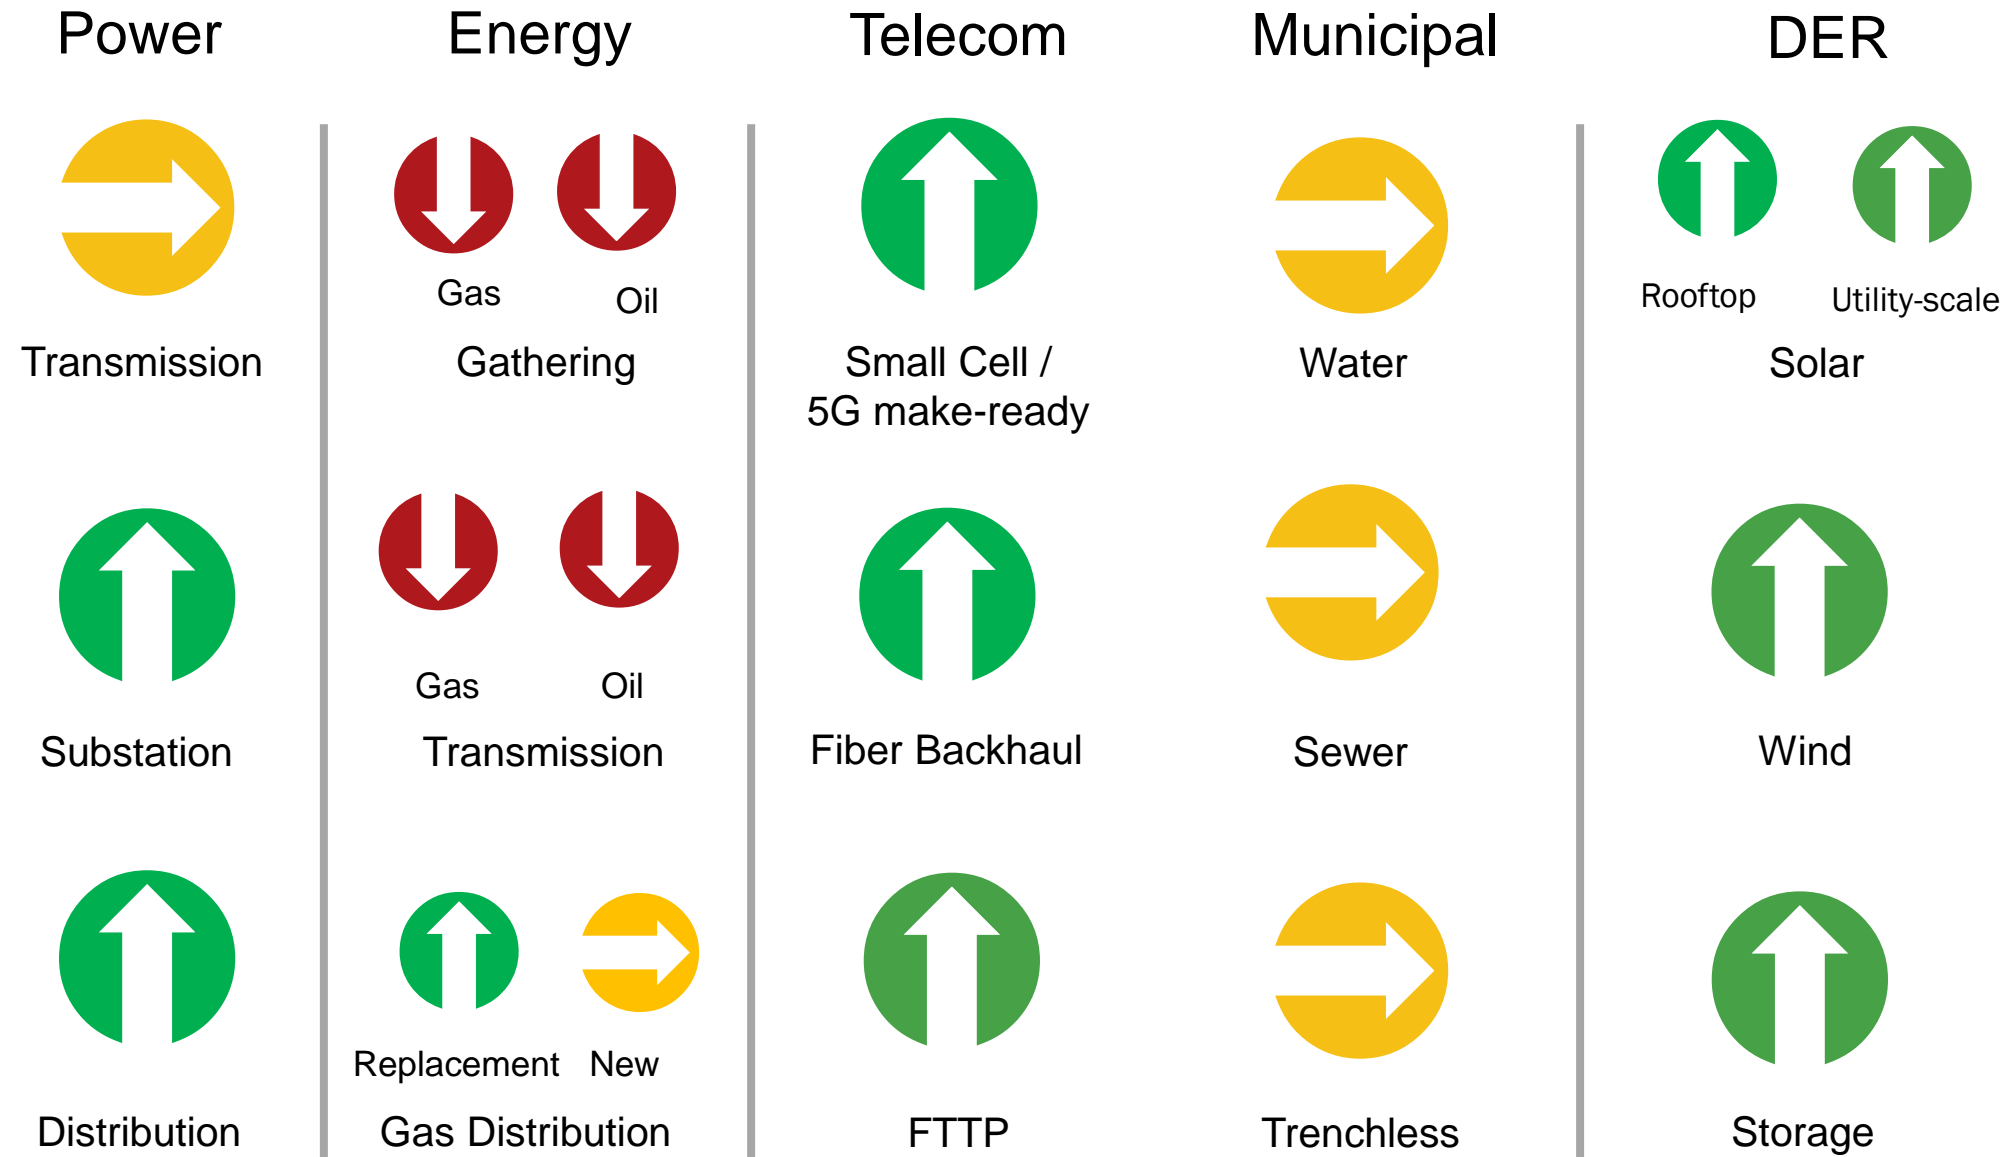 Power
Energy
Telecom
Municipal
DER
Gas
Oil
Rooftop
Utility-scale
Transmission
Gathering
Small Cell /
5G make-ready
Water
Solar
Gas
Oil
Substation
Transmission
Fiber Backhaul
Sewer
Wind
Replacement
New
Distribution
Gas Distribution
FTTP
Trenchless
Storage